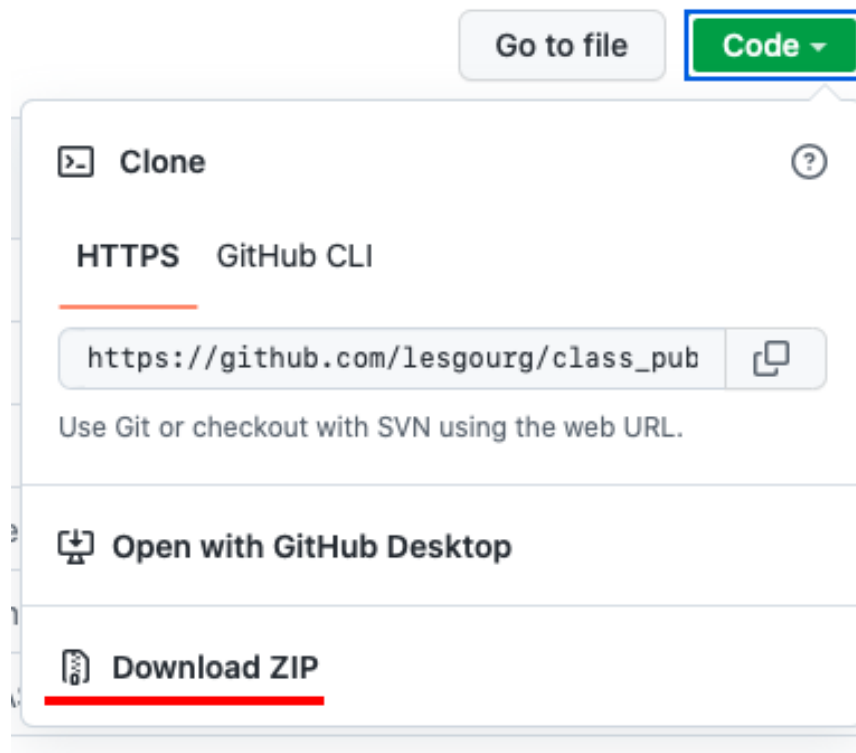 Go to file
Code
Clone
HTTPS GitHub CLI
https://github.com/lesgourg/class_pub
Use Git or checkout with SVN using the web URL.
Open with GitHub Desktop
Download ZIP